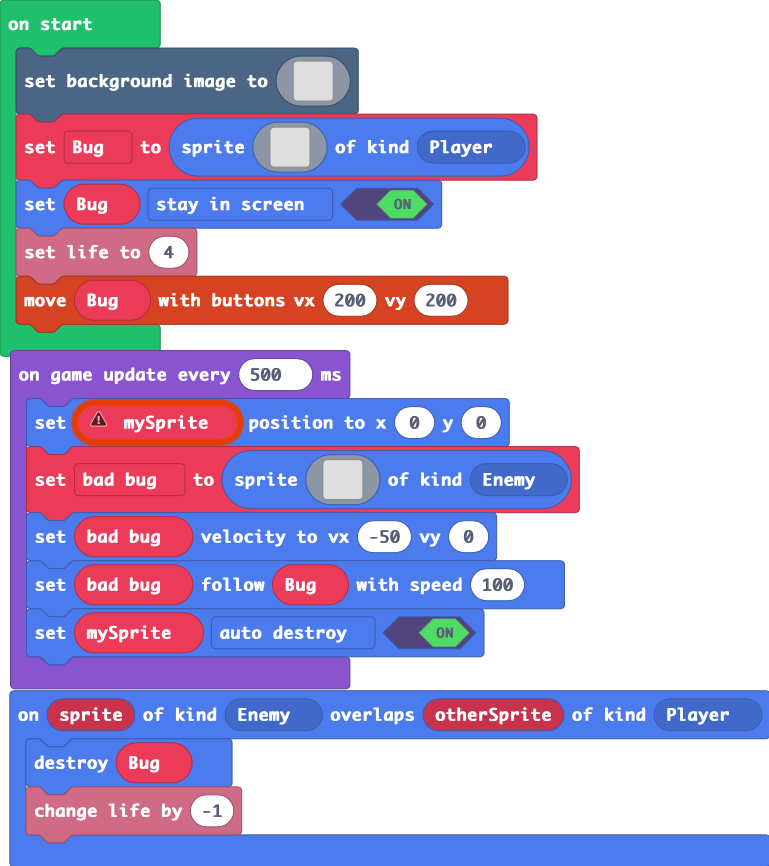 on start
set background image to
set Bug to sprite of kind Player
set Bug stay in screen ON
set life to 4
move Bug with buttons vx 200 vy 200
on game update every 500 ms
set mySprite position to x 0 y 0
set bad bug to sprite of kind Enemy
set bad bug velocity to vx -50 vy 0
set bad bug follow Bug with speed 100
set mySprite auto destroy ON
on sprite of kind Enemy overlaps otherSprite of kind Player
destroy Bug
change life by -1